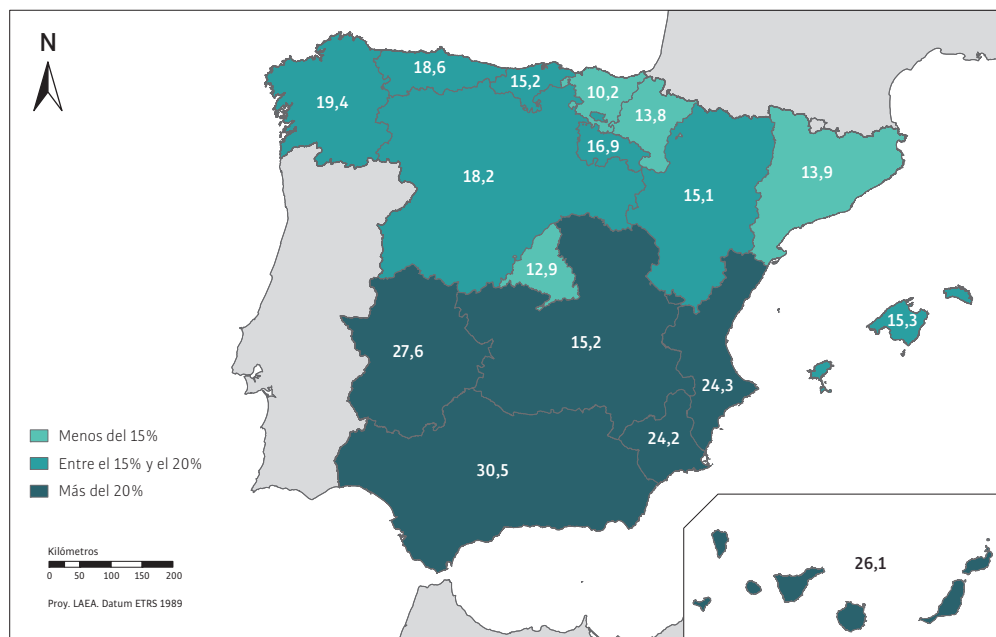 N
18,6
15,2
10,2
19,4
13,8
16,9
18,2
15,1
13,9
12,9
15,3
27,6
15,2
24,3
24,2
30,5
Menos del 15%
Entre el 15% y el 20%
Más del 20%
Kilómetros
0 50 100 150 200
Proy. LAEA. Datum ETRS 1989
26,1